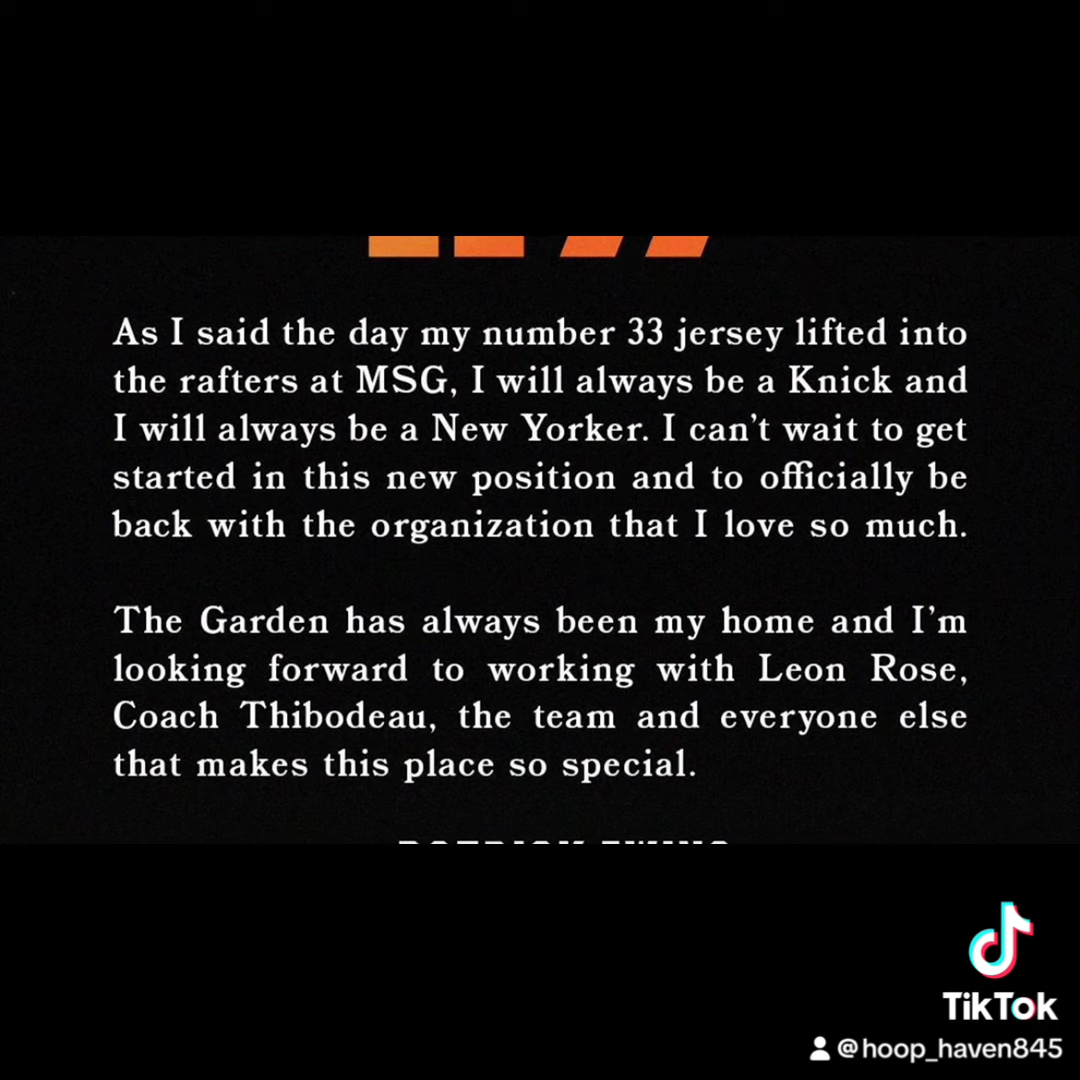 As I said the day my number 33 jersey lifted into
the rafters at MSG, I will always be a Knick and
I will always be a New Yorker. I can't wait to get
started in this new position and to officially be
back with the organization that I love so much.
The Garden has always been my home and I'm
looking forward to working with Leon Rose,
Coach Thibodeau, the team and everyone else
that makes this place so special.
TikTok
@hoop_haven845